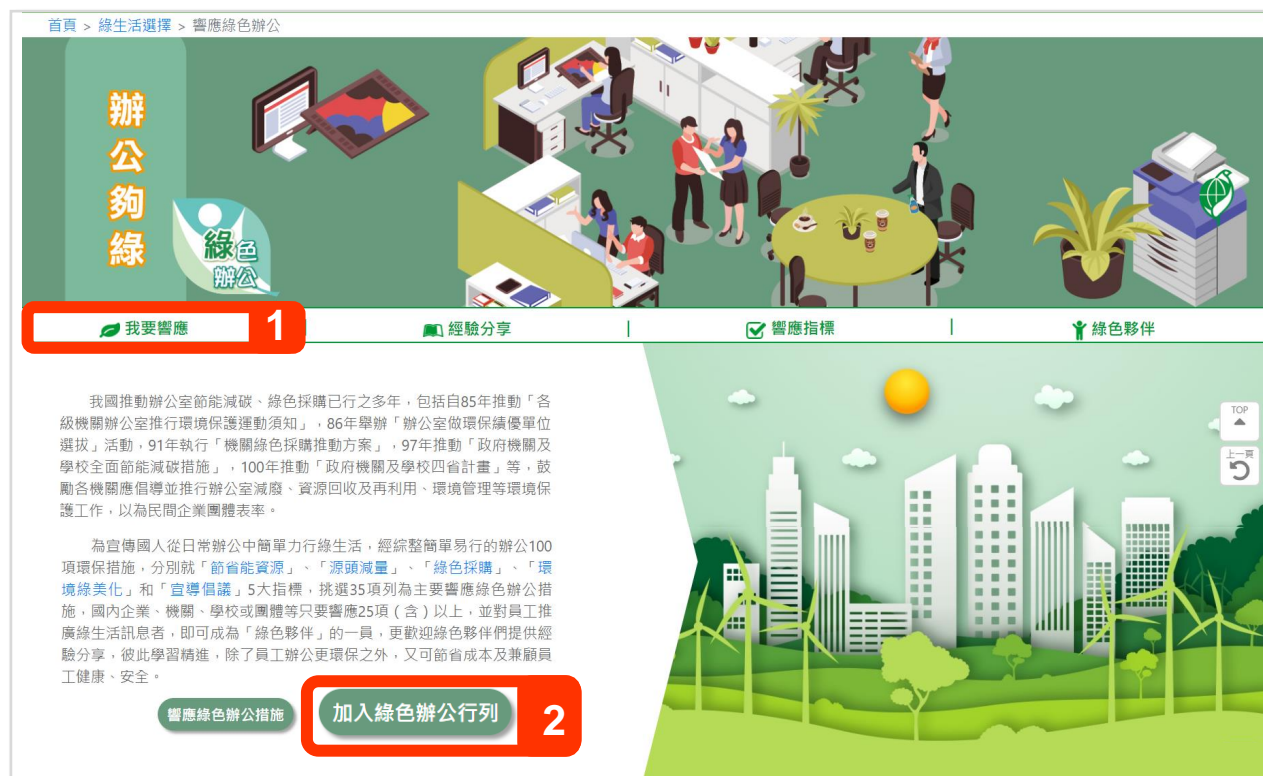 首頁 > 綠生活選擇 > 響應綠色辦公
辦公夠綠
綠色
辦公
我要響應
1
經驗分享
|
響應指標
|
綠色夥伴
我國推動辦公室節能減碳、綠色採購已行之多年，包括自85年推動「各
級機關辦公室推行環境保護運動須知」，86年舉辦「辦公室做環保績優單位
選拔」活動，91年執行「機關綠色採購推動方案」，97年推動「政府機關及
學校全面節能減碳措施」，100年推動「政府機關及學校四省計畫」等，鼓
勵各機關應倡導並推行辦公室減廢、資源回收及再利用、環境管理等環境保
護工作，以為民間企業團體表率。
為宣傳國人從日常辦公中簡單力行綠生活，經綜整簡單易行的辦公100
項環保措施，分別就「節省能資源」、「源頭減量」、「綠色採購」、「環
境綠美化」和「宣導倡議」5大指標，挑選35項列為主要響應綠色辦公措
施，國內企業、機關、學校或團體等只要響應25項（含）以上，並對員工推
廣綠生活訊息者，即可成為「綠色夥伴」的一員，更歡迎綠色夥伴們提供經
驗分享，彼此學習精進，除了員工辦公更環保之外，又可節省成本及兼顧員
工健康、安全。
響應綠色辦公措施
加入綠色辦公行列
2
TOP
上一頁